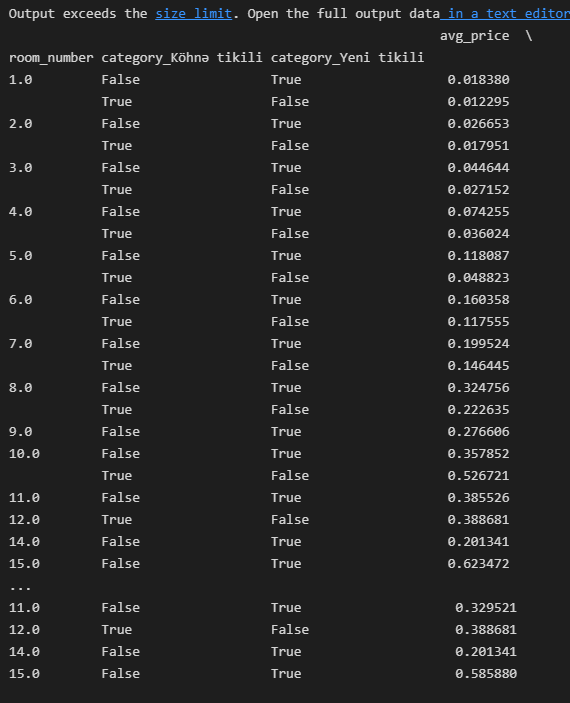 Output exceeds the size limit. Open the full output data in a text editor
avg_price \
room_number category_Köhnə tikili category_Yeni tikili
1.0 False True 0.018380
True False 0.012295
2.0 False True 0.026653
True False 0.017951
3.0 False True 0.044644
True False 0.027152
4.0 False True 0.074255
True False 0.036024
5.0 False True 0.118087
True False 0.048823
6.0 False True 0.160358
True False 0.117555
7.0 False True 0.199524
True False 0.146445
8.0 False True 0.324756
True False 0.222635
9.0 False True 0.276606
10.0 False True 0.357852
True False 0.526721
11.0 False True 0.385526
12.0 True False 0.388681
14.0 False True 0.201341
15.0 False True 0.623472
...
11.0 False True 0.329521
12.0 True False 0.388681
14.0 False True 0.201341
15.0 False True 0.585880